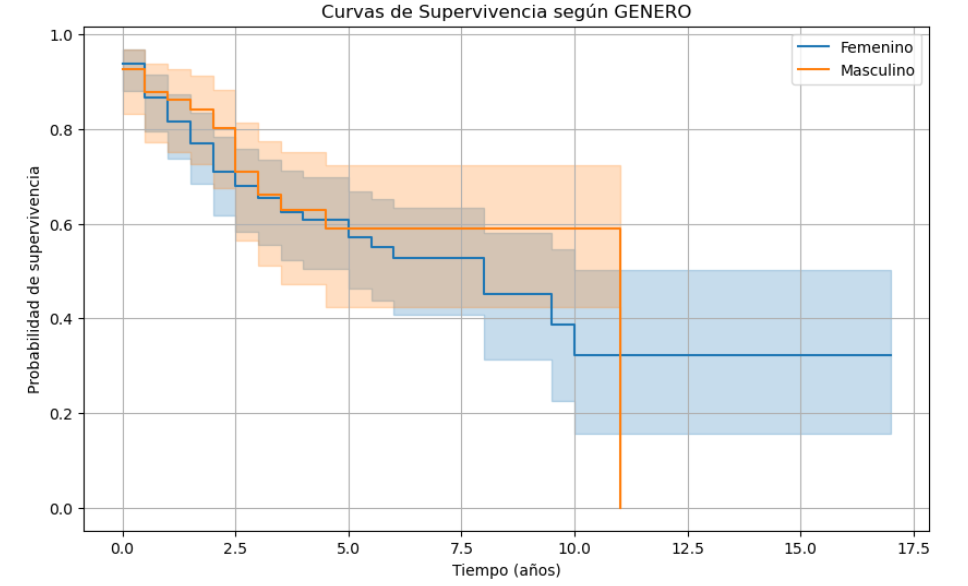 Curvas de Supervivencia según GENERO
Femenino
Masculino
Probabilidad de supervivencia
1.0
0.8
0.6
0.4
0.2
0.0
0.0 2.5 5.0 7.5 10.0 12.5 15.0 17.5
Tiempo (años)